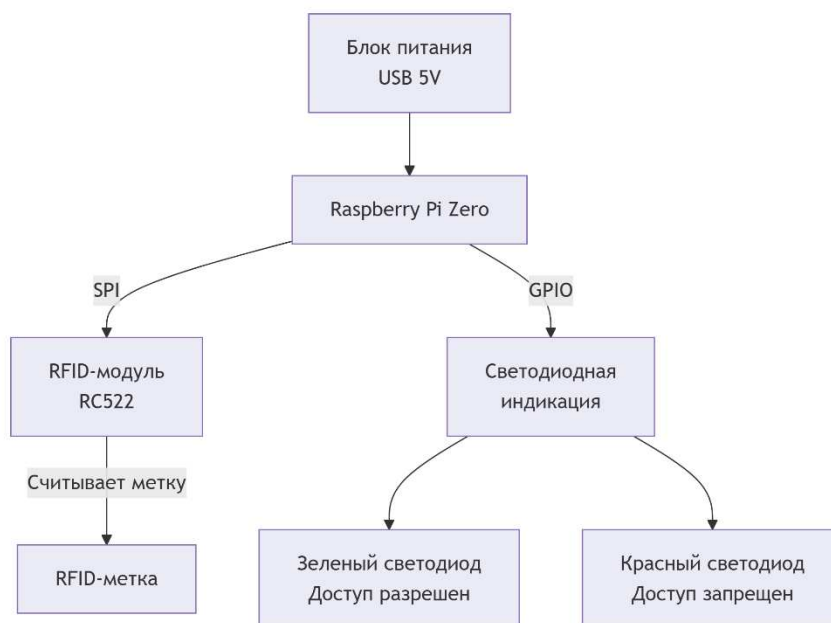 Блок питания
USB 5V
Raspberry Pi Zero
SPI
GPIO
RFID-модуль
RC522
Светодиодная
индикация
Считывает метку
RFID-метка
Зеленый светодиод
Доступ разрешен
Красный светодиод
Доступ запрещен